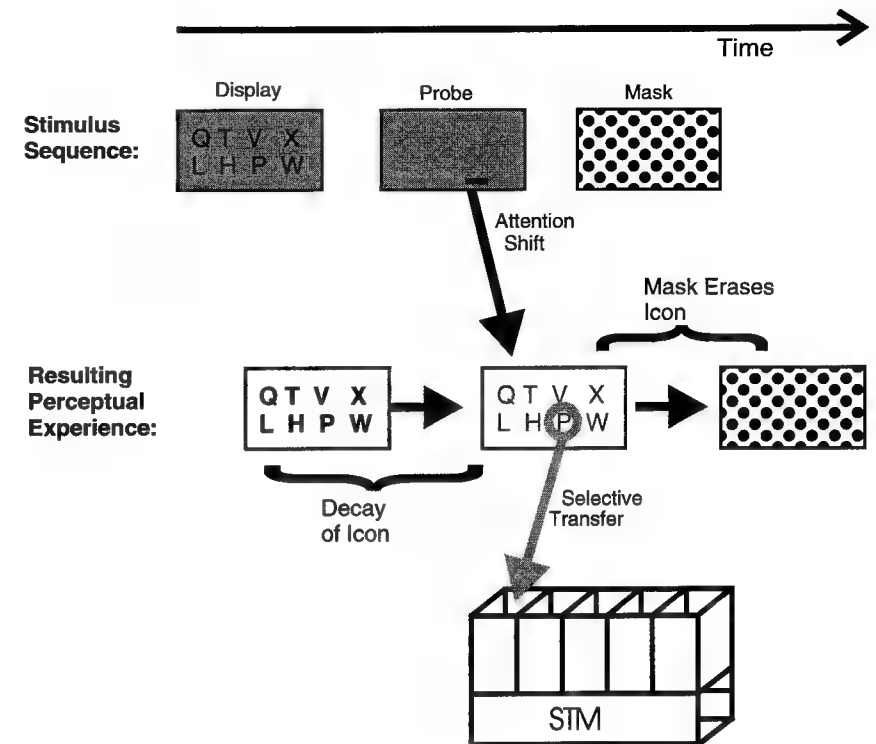 Time
Display
Probe
Mask
Stimulus
Sequence:
Q T V X
L H P W
Attention
Shift
Mask Erases
Icon
Resulting
Perceptual
Experience:
Q T V X
L H P W
Q T V X
L H P W
Decay
of Icon
Selective
Transfer
STM